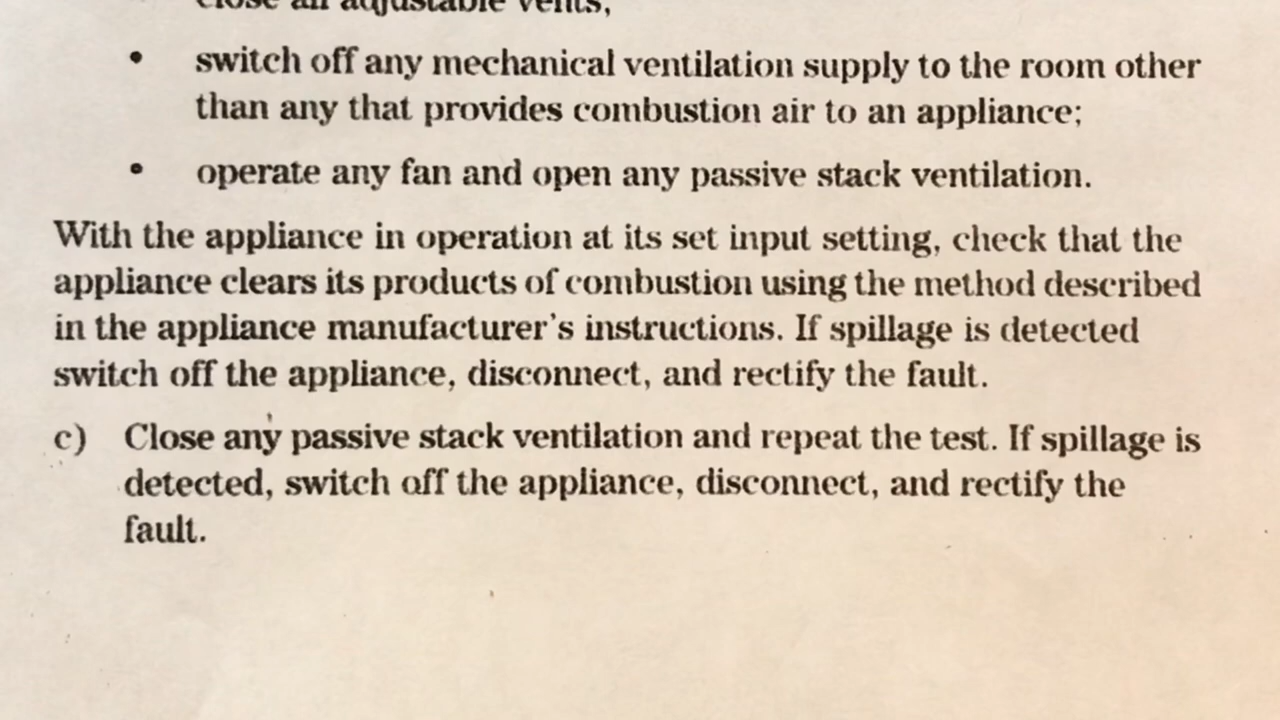 close all adjustable vents;
• switch off any mechanical ventilation supply to the room other
than any that provides combustion air to an appliance;
• operate any fan and open any passive stack ventilation.
With the appliance in operation at its set input setting, check that the
appliance clears its products of combustion using the method described
in the appliance manufacturer's instructions. If spillage is detected
switch off the appliance, disconnect, and rectify the fault.
c) Close any passive stack ventilation and repeat the test. If spillage is
detected, switch off the appliance, disconnect, and rectify the
fault.